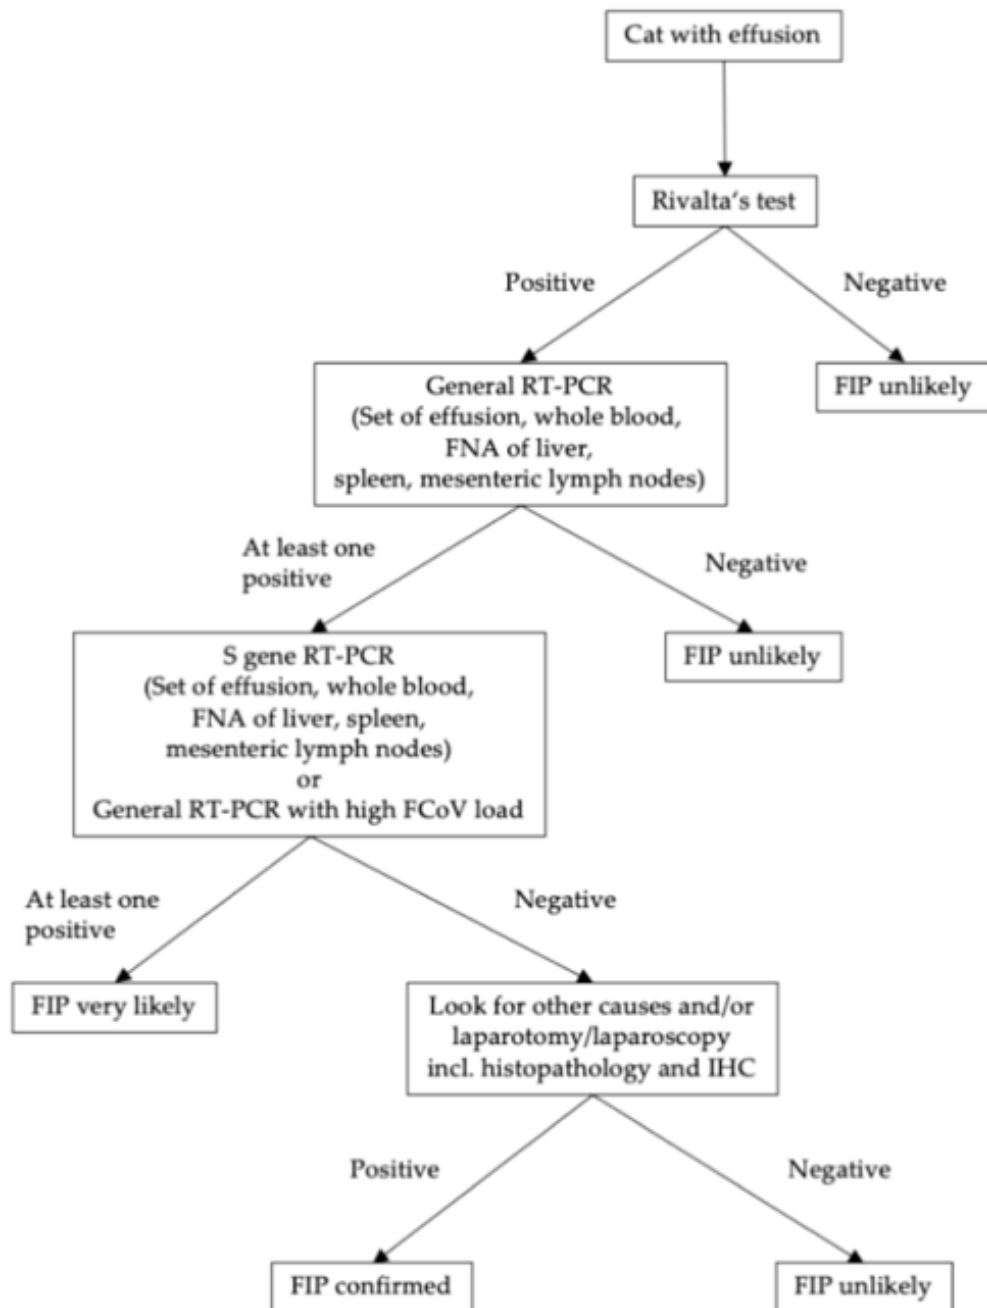 Cat with effusion
Rivalta‘s test
Positive
Negative
General RT-PCR
(Set of effusion, whole blood,
FNA of liver,
spleen, mesenteric lymph nodes)
FIP unlikely
At least one
positive
Negative
S gene RT-PCR
(Set of effusion, whole blood,
FNA of liver, spleen,
mesenteric lymph nodes)
or
General RT-PCR with high FCoV load
FIP unlikely
At least one
positive
Negative
FIP very likely
Look for other causes and/or
laparotomy/laparoscopy
incl. histopathology and IHC
Positive
Negative
FIP confirmed
FIP unlikely